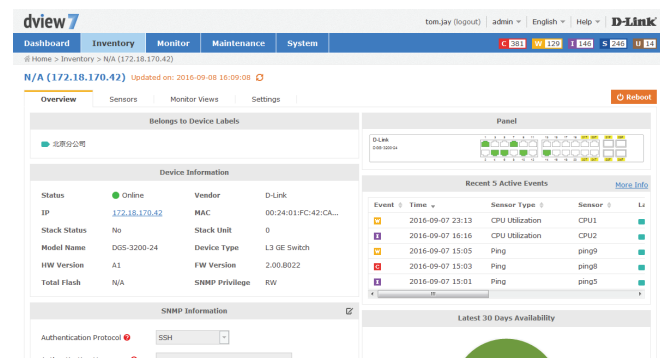 dview 7
tom.jay (logout) admin English Help D-Link
Dashboard Inventory Monitor Maintenance System C 381 W 129 I 146 S 246 U 14
Home > Inventory > N/A (172.18.170.42)
N/A (172.18.170.42) Updated on: 2016-09-08 16:09:08
Overview Sensors Monitor Views Settings Reboot
Belongs to Device Labels
北京分公司
Device Information
Status Online Vendor D-Link
IP 172.18.170.42 MAC 00:24:01:FC:42:CA...
Stack Status No Stack Unit 0
Model Name DGS-3200-24 Device Type L3 GE Switch
HW Version A1 FW Version 2.00.B022
Total Flash N/A SNMP Privilege RW
SNMP Information
Authentication Protocol SSH
Panel
D-Link
DGS-3200-24
Recent 5 Active Events More Info
Event Time Sensor Type Sensor La
W 2016-09-07 23:13 CPU Utilization CPU1
I 2016-09-07 16:16 CPU Utilization CPU2
W 2016-09-07 15:05 Ping ping9
C 2016-09-07 15:03 Ping ping8
I 2016-09-07 15:01 Ping ping5
Latest 30 Days Availability